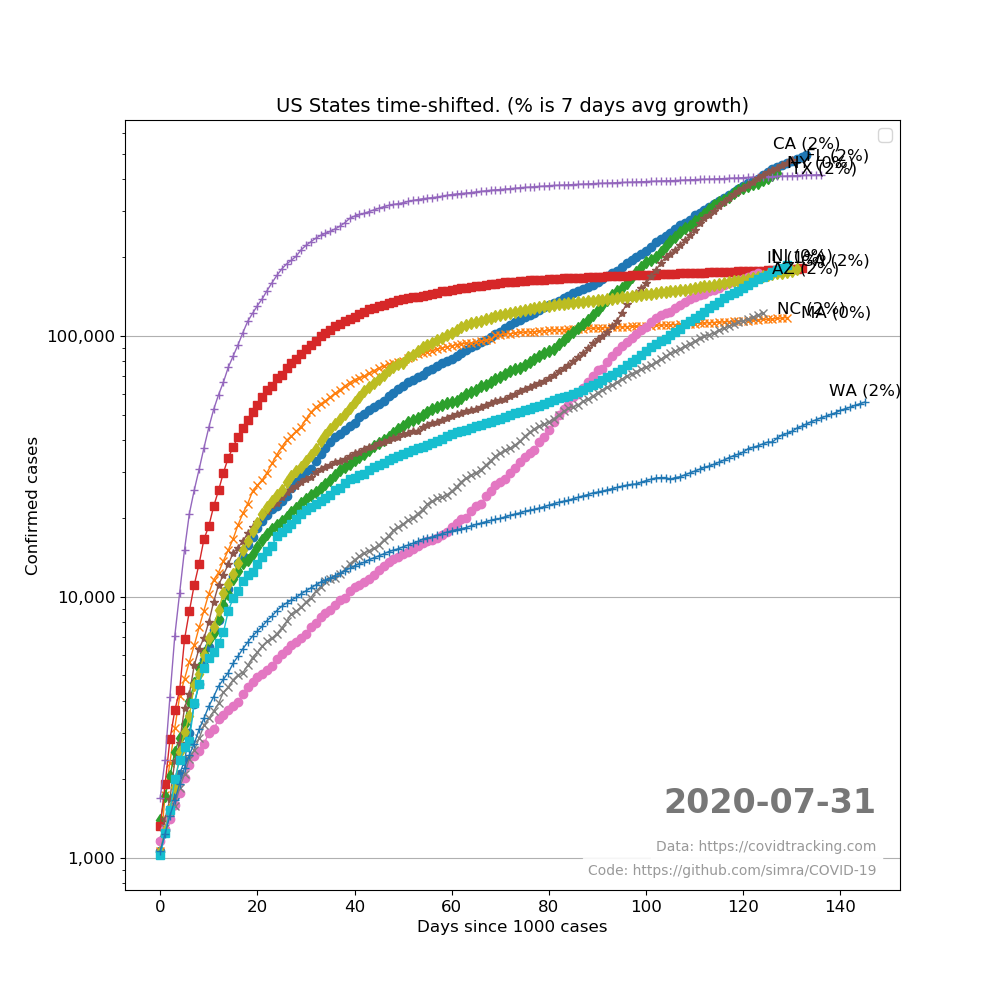 US States time-shifted. (% is 7 days avg growth)
CA (2%)
FL (2%)
NY (0%)
TX (2%)
NJ (0%)
(2%)
AZ (2%)
NC (2%)
MA (0%)
WA (2%)
100,000
10,000
1,000
Confirmed cases
2020-07-31
Data: https://covidtracking.com
Code: https://github.com/simra/COVID-19
0 20 40 60 80 100 120 140
Days since 1000 cases